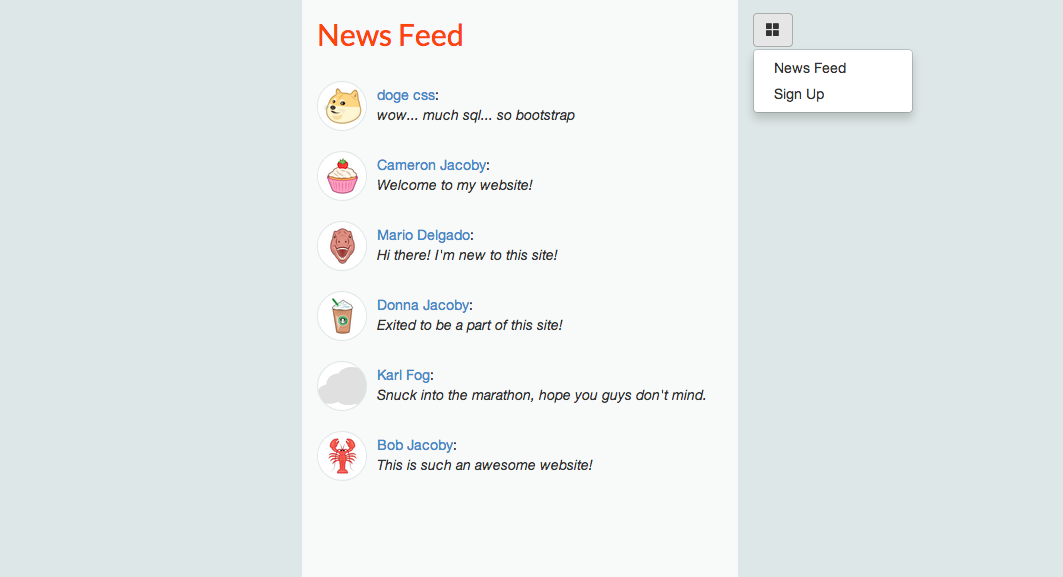 News Feed
doge css:
wow... much sql... so bootstrap
Cameron Jacoby:
Welcome to my website!
Mario Delgado:
Hi there! I'm new to this site!
Donna Jacoby:
Exited to be a part of this site!
Karl Fog:
Snuck into the marathon, hope you guys don't mind.
Bob Jacoby:
This is such an awesome website!
News Feed
Sign Up